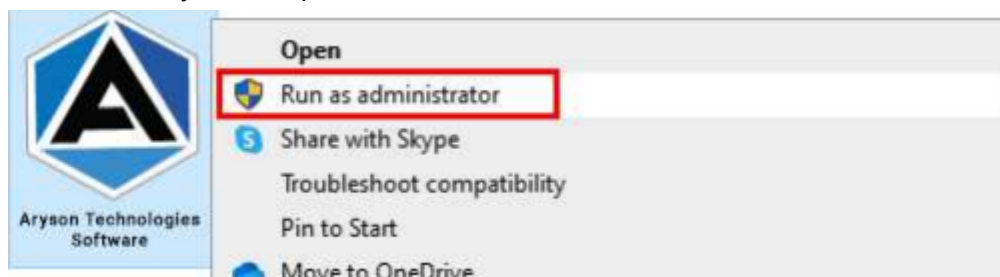 Open
Run as administrator
Share with Skype
Troubleshoot compatibility
Aryson Technologies
Software
Pin to Start
Move to OneDrive